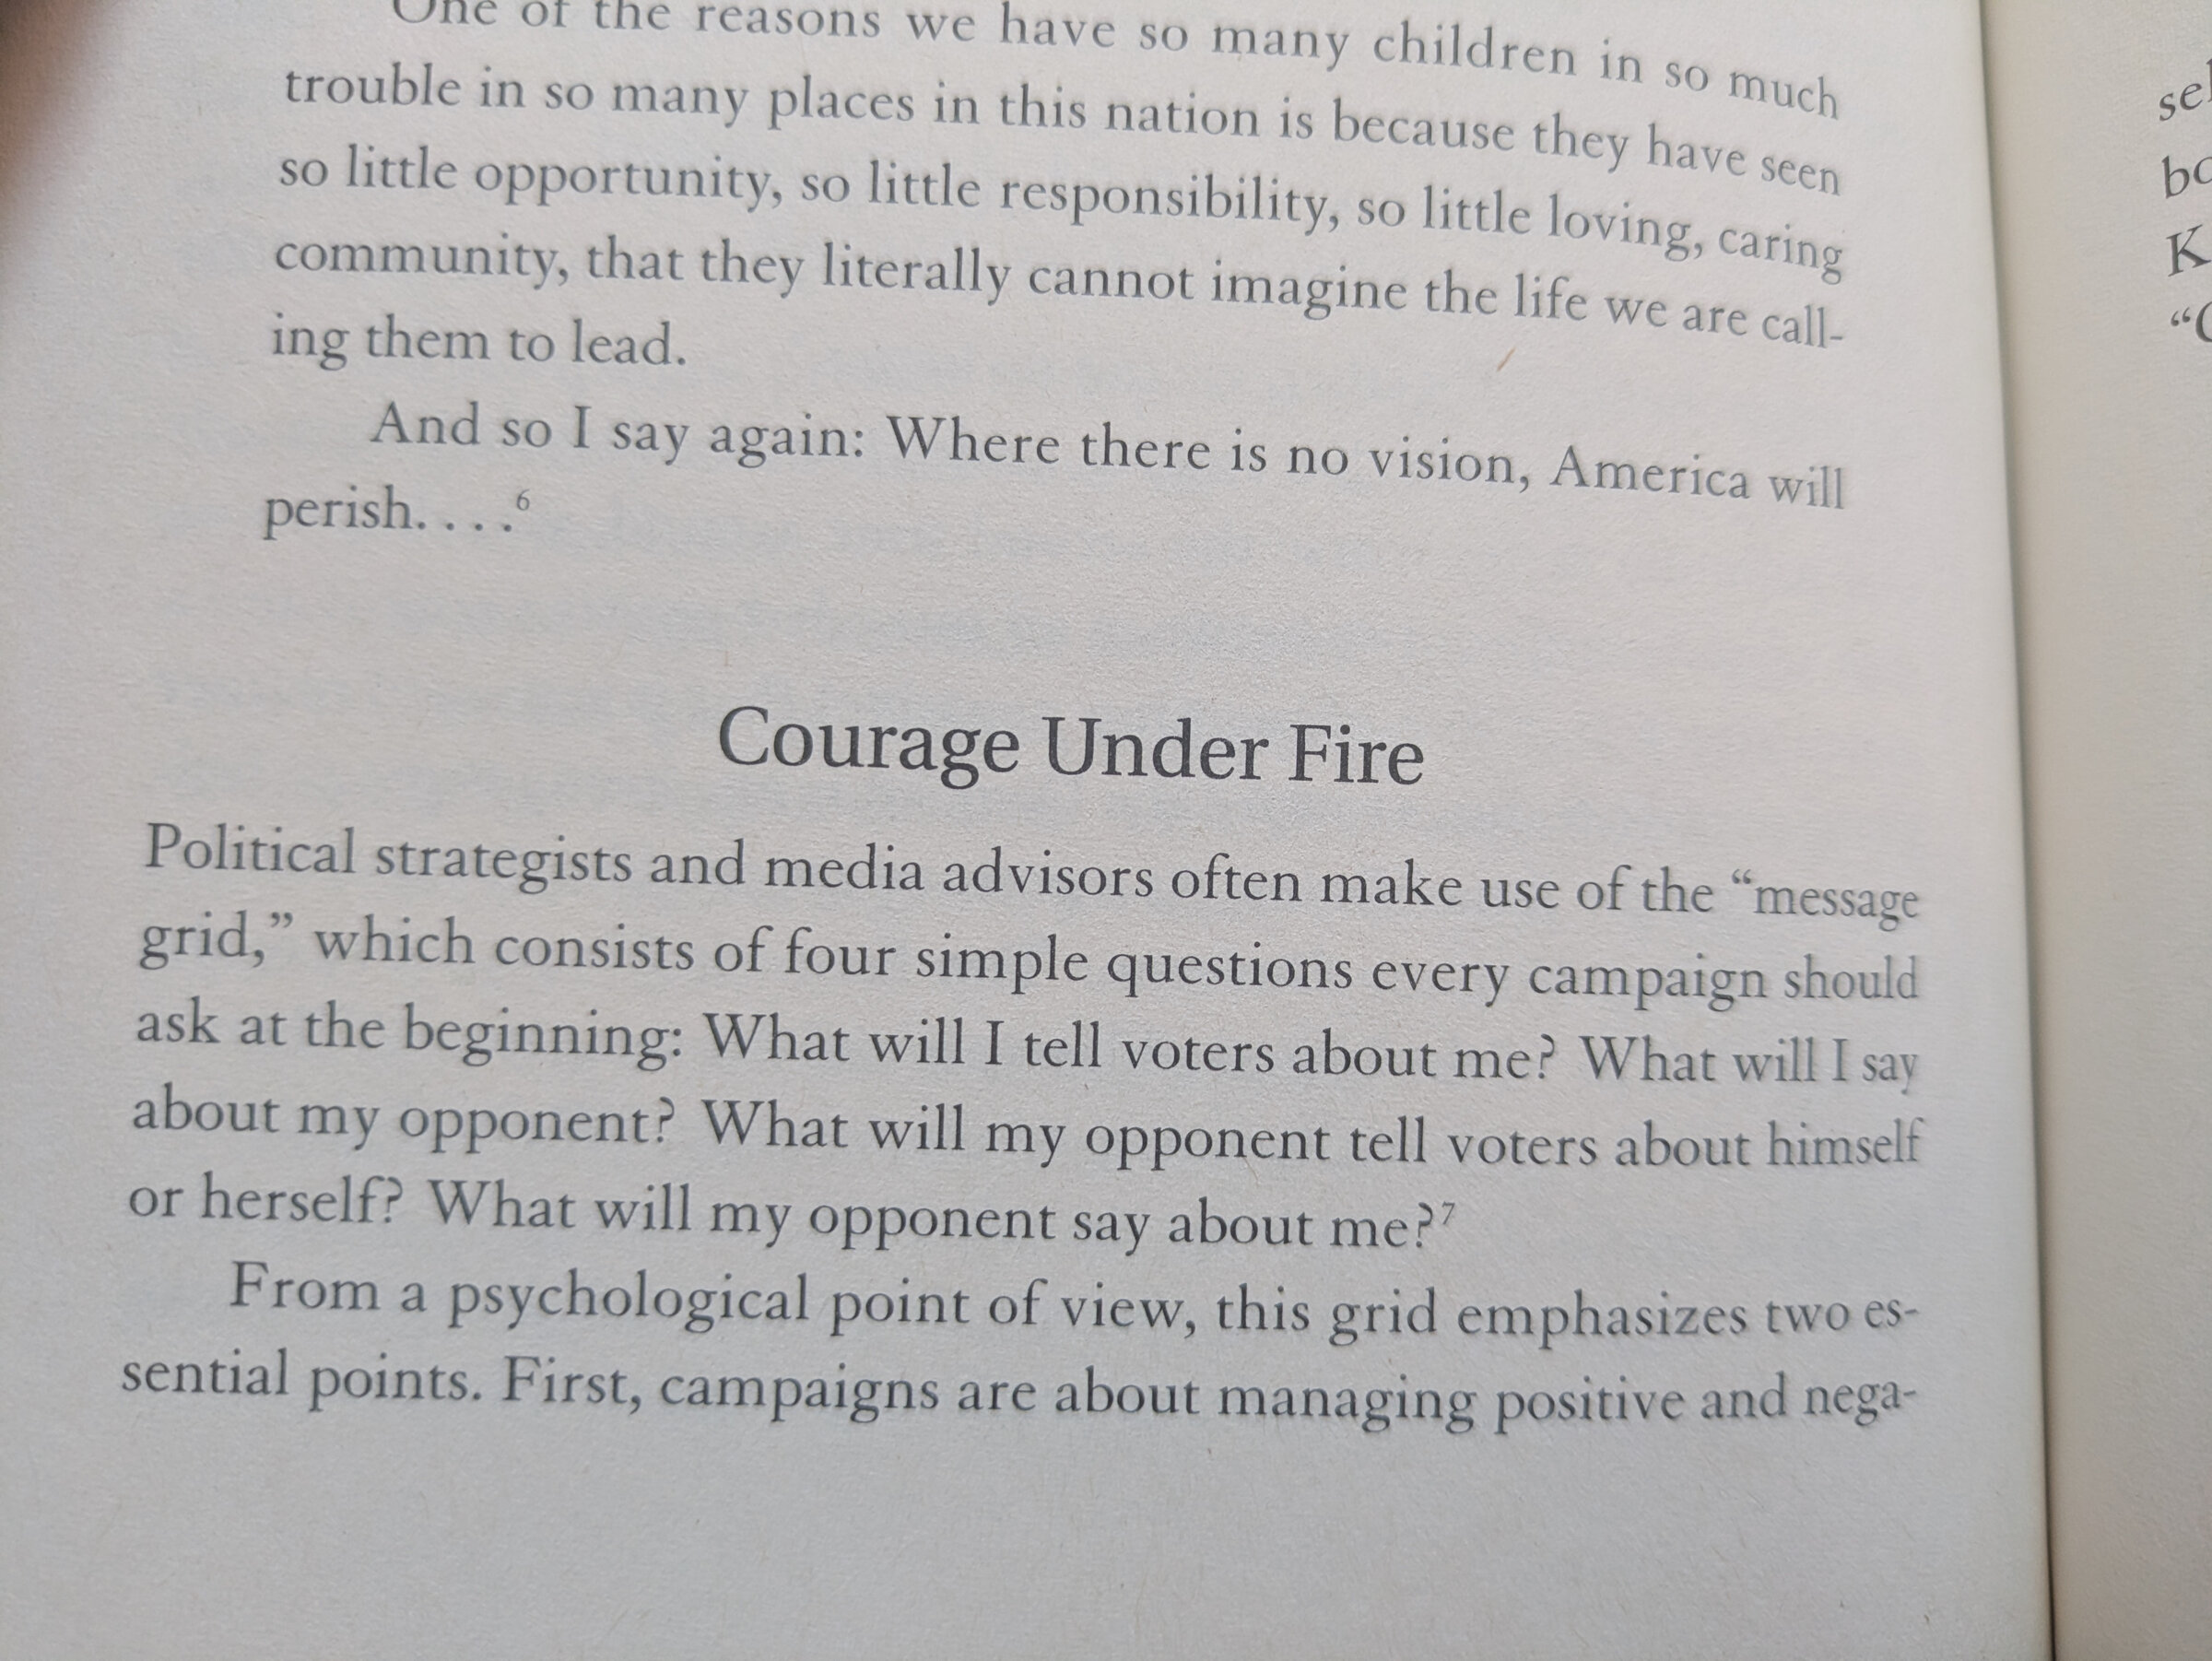 One of the reasons we have so many children in so much
trouble in so many places in this nation is because they have seen
so little opportunity, so little responsibility, so little loving, caring
community, that they literally cannot imagine the life we are call-
ing them to lead.
And so I say again: Where there is no vision, America will
perish. . . .⁶
Courage Under Fire
Political strategists and media advisors often make use of the “message
grid,” which consists of four simple questions every campaign should
ask at the beginning: What will I tell voters about me? What will I say
about my opponent? What will my opponent tell voters about himself
or herself? What will my opponent say about me?⁷
From a psychological point of view, this grid emphasizes two es-
sential points. First, campaigns are about managing positive and nega-